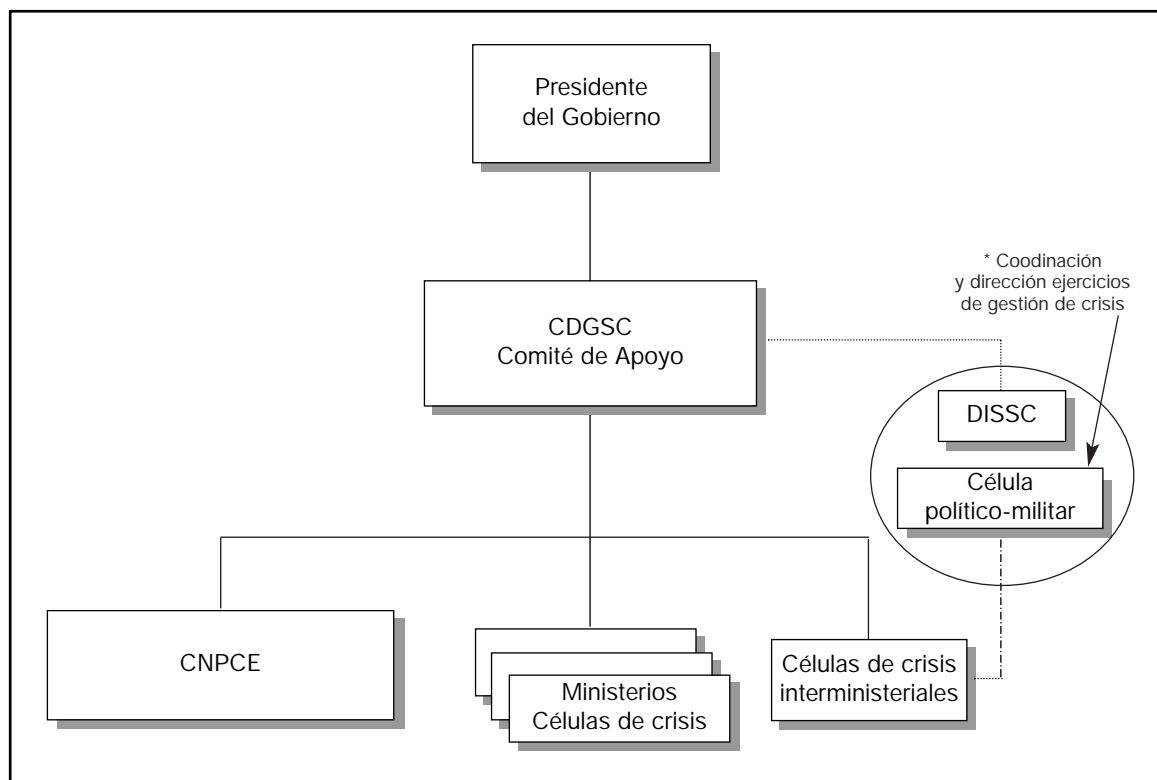 Presidente
del Gobierno
CDGSC
Comité de Apoyo
* Coodinación
y dirección ejercicios
de gestión de crisis
DISSC
Célula
político-militar
CNPCE
Ministerios
Células de crisis
Células de crisis
interministeriales